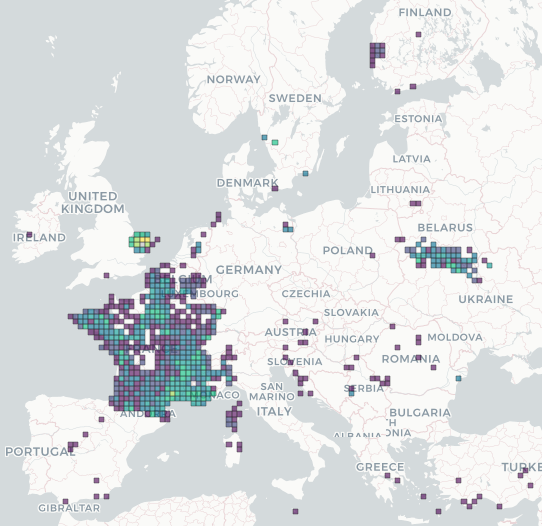 FINLAND
NORWAY
SWEDEN
ESTONIA
LATVIA
DENMARK
LITHUANIA
UNITED
KINGDOM
IRELAND
BELARUS
POLAND
GERMANY
CZECHIA
UKRAINE
SLOVAKIA
AUSTRIA
HUNGARY
MOLDOVA
SLOVENIA
ROMANIA
SAN
MARINO
SERBIA
ITALY
BULGARIA
PORTUGAL
GREECE
TURKE
GIBRALTAR